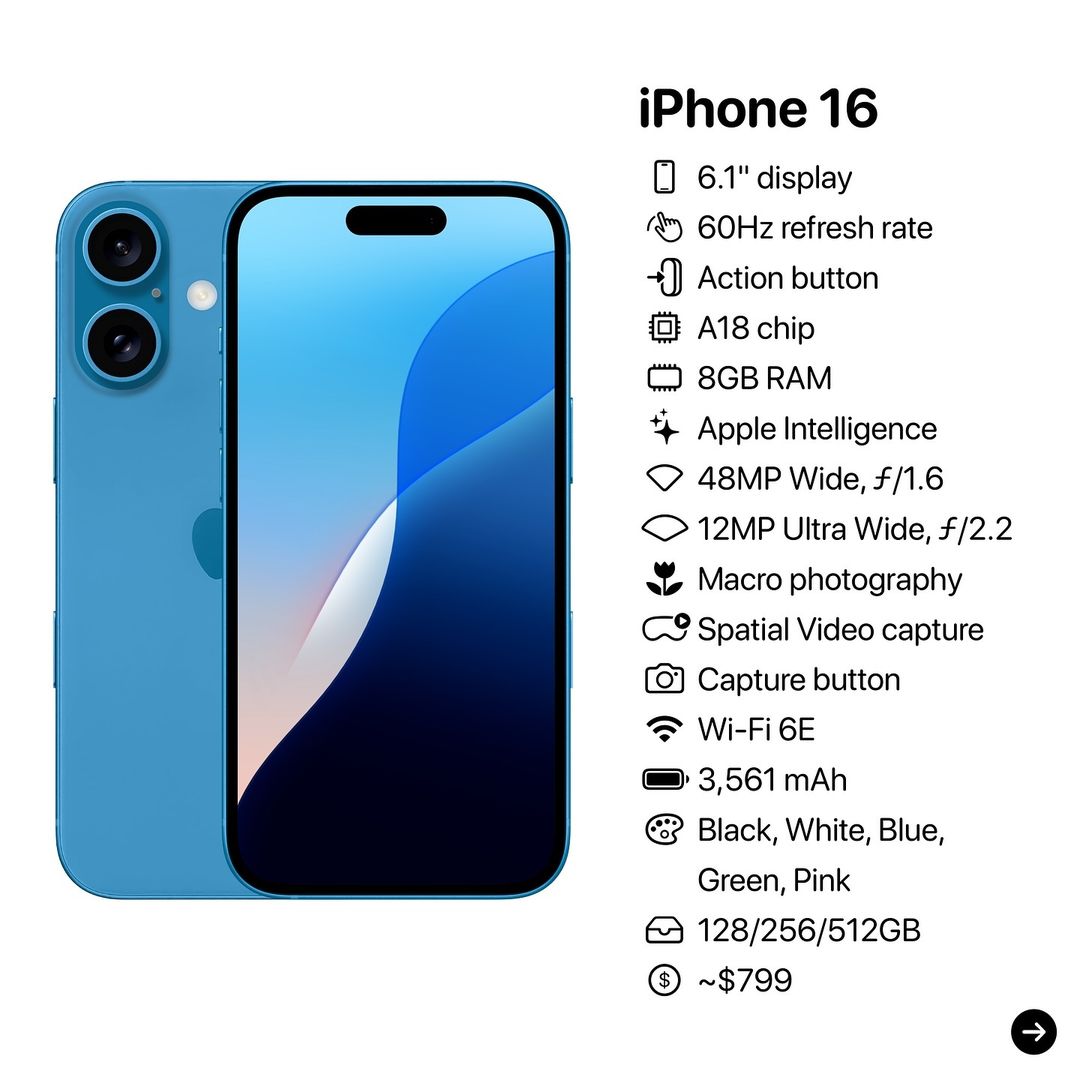 iPhone 16
6.1" display
60Hz refresh rate
Action button
A18 chip
8GB RAM
Apple Intelligence
48MP Wide, ƒ/1.6
12MP Ultra Wide, ƒ/2.2
Macro photography
Spatial Video capture
Capture button
Wi-Fi 6E
3,561 mAh
Black, White, Blue,
Green, Pink
128/256/512GB
$
~$799